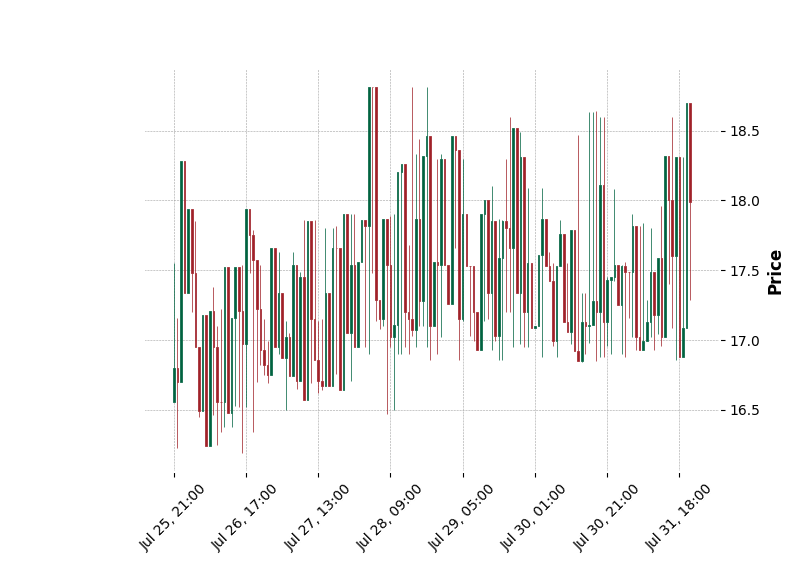 18.5
18.0
17.5
17.0
16.5
Price
Jul 25, 21:00
Jul 26, 17:00
Jul 27, 13:00
Jul 28, 09:00
Jul 29, 05:00
Jul 30, 01:00
Jul 30, 21:00
Jul 31, 18:00